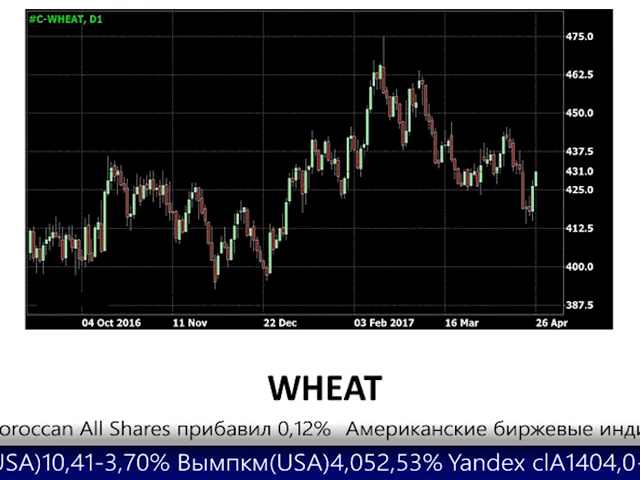 #C-WHEAT, D1
475.0
462.5
450.0
437.5
431.0
425.0
412.5
400.0
387.5
04 Oct 2016 11 Nov 22 Dec 03 Feb 2017 16 Mar 26 Apr
WHEAT
oroccan All Shares прибавил 0,12% Американские биржевые инди
USA)10,41-3,70% Вымпкм(USA)4,052,53% Yandex clA1404,0-